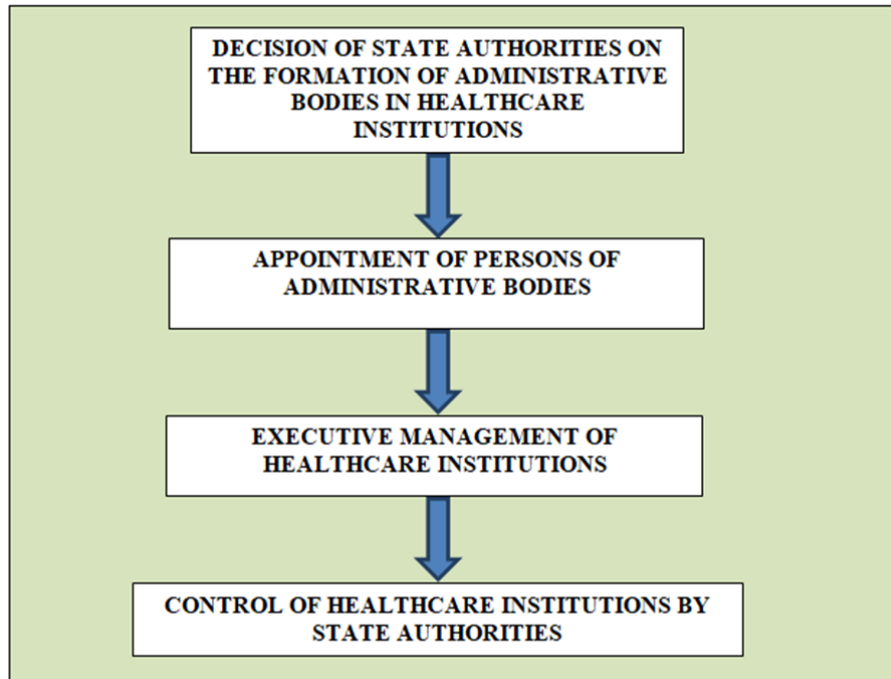 DECISION OF STATE AUTHORITIES ON
THE FORMATION OF ADMINISTRATIVE
BODIES IN HEALTHCARE
INSTITUTIONS
APPOINTMENT OF PERSONS OF
ADMINISTRATIVE BODIES
EXECUTIVE MANAGEMENT OF
HEALTHCARE INSTITUTIONS
CONTROL OF HEALTHCARE INSTITUTIONS BY
STATE AUTHORITIES